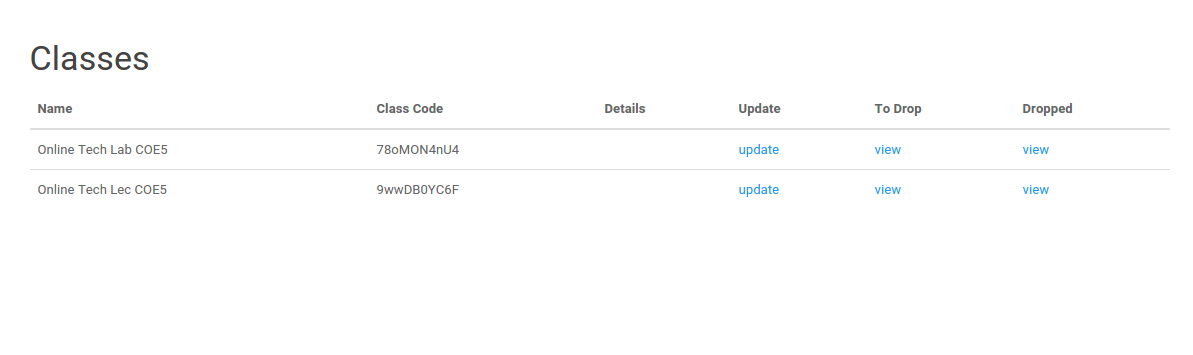 Classes
Name Class Code Details Update To Drop Dropped
Online Tech Lab COE5 78oMON4nU4 update view view
Online Tech Lec COE5 9wwDB0YC6F update view view